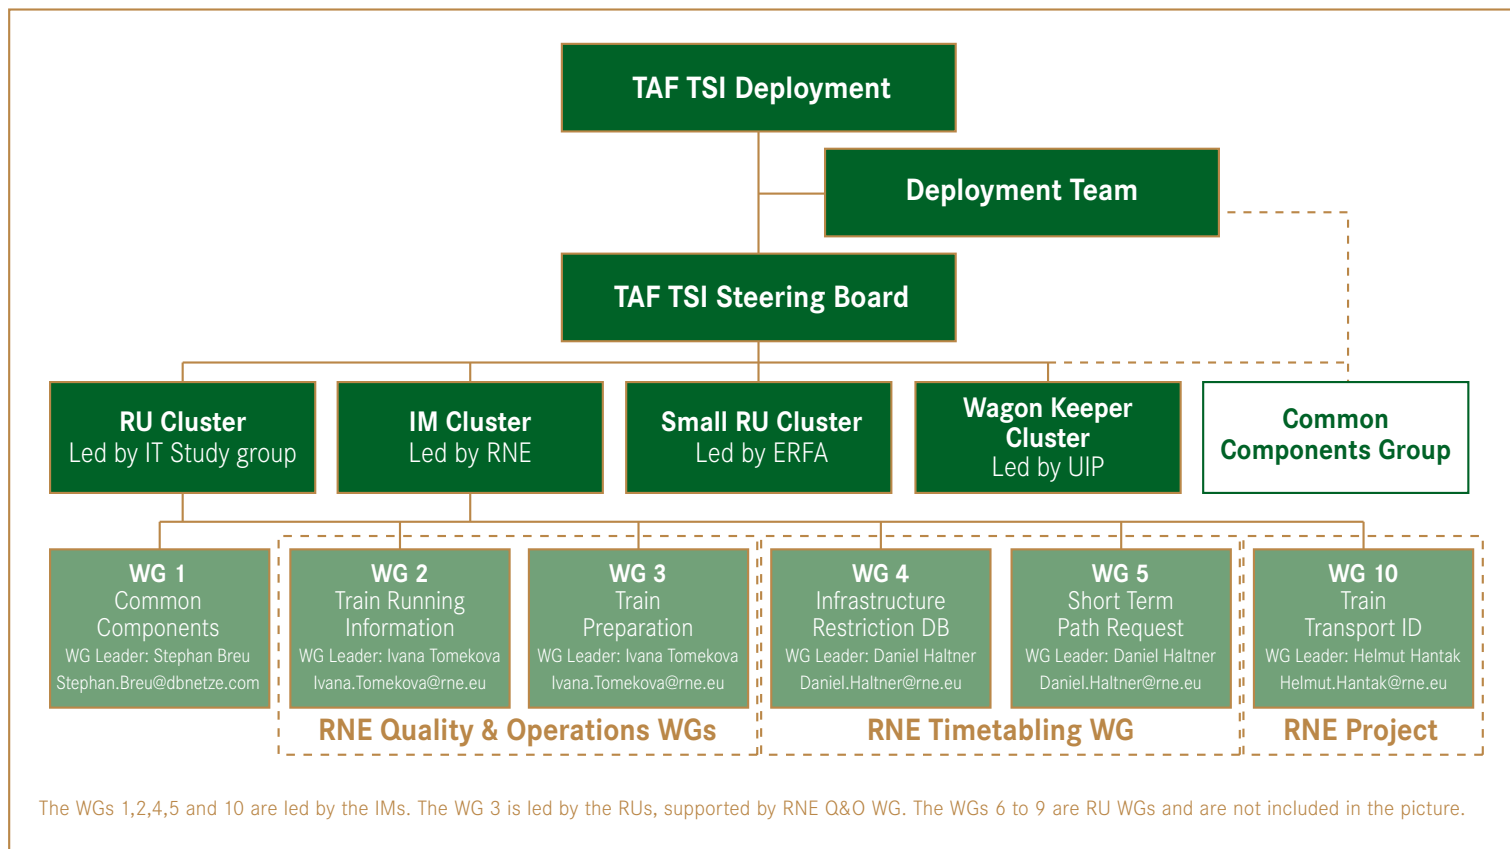 TAF TSI Deployment
Deployment Team
TAF TSI Steering Board
RU Cluster
Led by IT Study group
IM Cluster
Led by RNE
Small RU Cluster
Led by ERFA
Wagon Keeper
Cluster
Led by UIP
Common
Components Group
WG 1
Common
Components
WG Leader: Stephan Breu
Stephan.Breu@dbnetze.com
WG 2
Train Running
Information
WG Leader: Ivana Tomekova
Ivana.Tomekova@rne.eu
WG 3
Train
Preparation
WG Leader: Ivana Tomekova
Ivana.Tomekova@rne.eu
WG 4
Infrastructure
Restriction DB
WG Leader: Daniel Haltner
Daniel.Haltner@rne.eu
WG 5
Short Term
Path Request
WG Leader: Daniel Haltner
Daniel.Haltner@rne.eu
WG 10
Train
Transport ID
WG Leader: Helmut Hantak
Helmut.Hantak@rne.eu
RNE Quality & Operations WGs
RNE Timetabling WG
RNE Project
The WGs 1,2,4,5 and 10 are led by the IMs. The WG 3 is led by the RUs, supported by RNE Q&O WG. The WGs 6 to 9 are RU WGs and are not included in the picture.